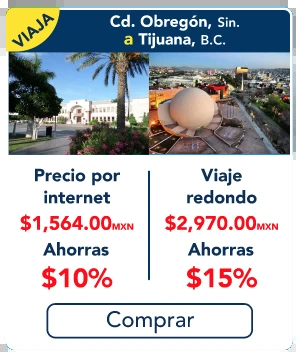 VIAJA
Cd. Obregón, Sin.
a Tijuana, B.C.
Precio por
internet
$1,564.00MXN
Ahorras
$10%
Viaje
redondo
$2,970.00MXN
Ahorras
$15%
Comprar